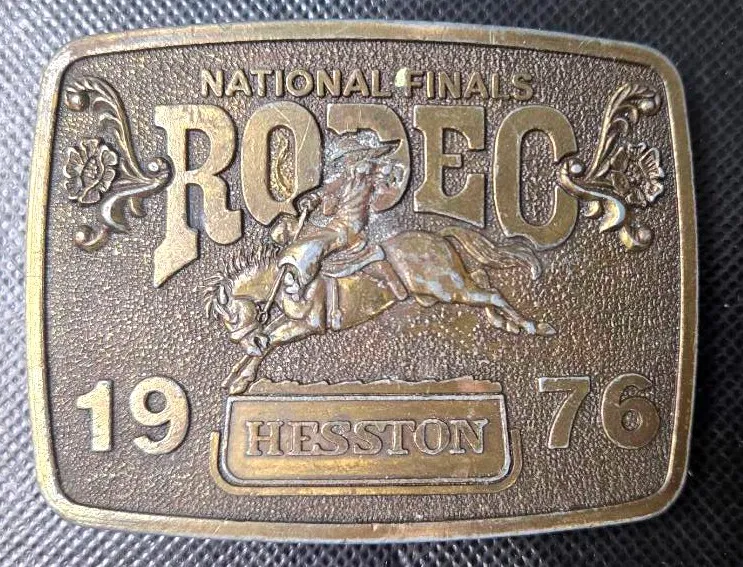 NATIONAL FINALS
RODEO
19 76
HESSTON